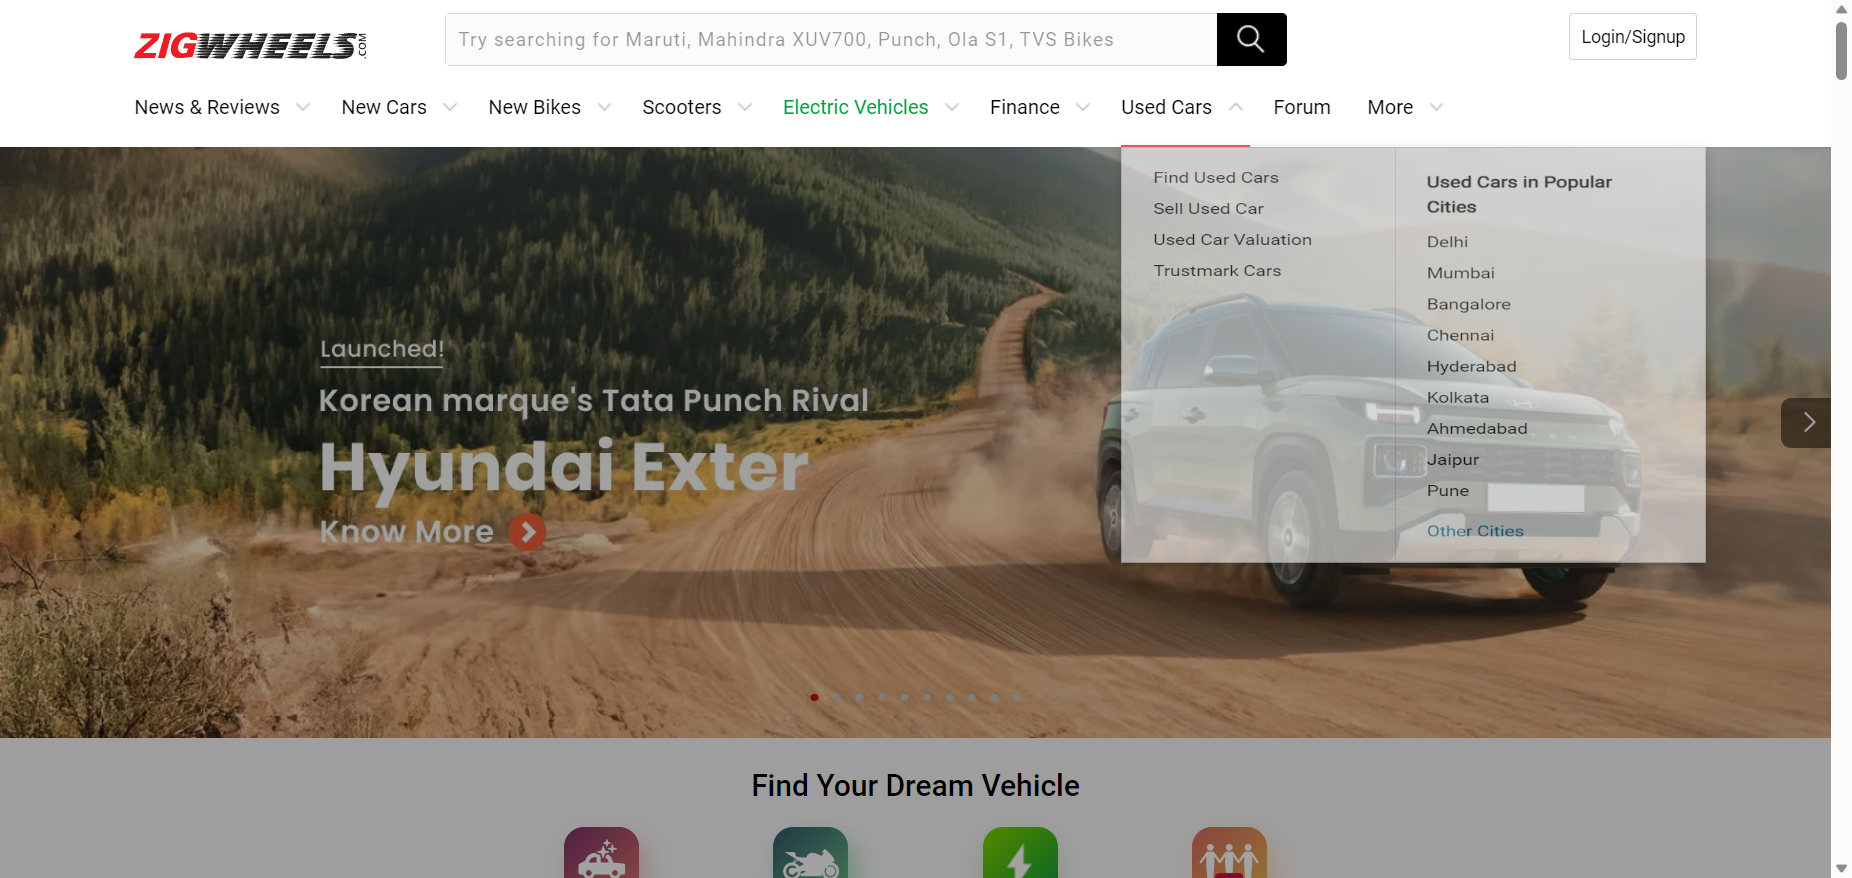 ZIGWHEELS.COM
Try searching for Maruti, Mahindra XUV700, Punch, Ola S1, TVS Bikes
Login/Signup
News & Reviews
New Cars
New Bikes
Scooters
Electric Vehicles
Finance
Used Cars
Forum
More
Find Used Cars
Sell Used Car
Used Car Valuation
Trustmark Cars
Used Cars in Popular
Cities
Delhi
Mumbai
Bangalore
Chennai
Hyderabad
Kolkata
Ahmedabad
Jaipur
Pune
Other Cities
Launched!
Korean marque's Tata Punch Rival
Hyundai Exter
Know More
Find Your Dream Vehicle